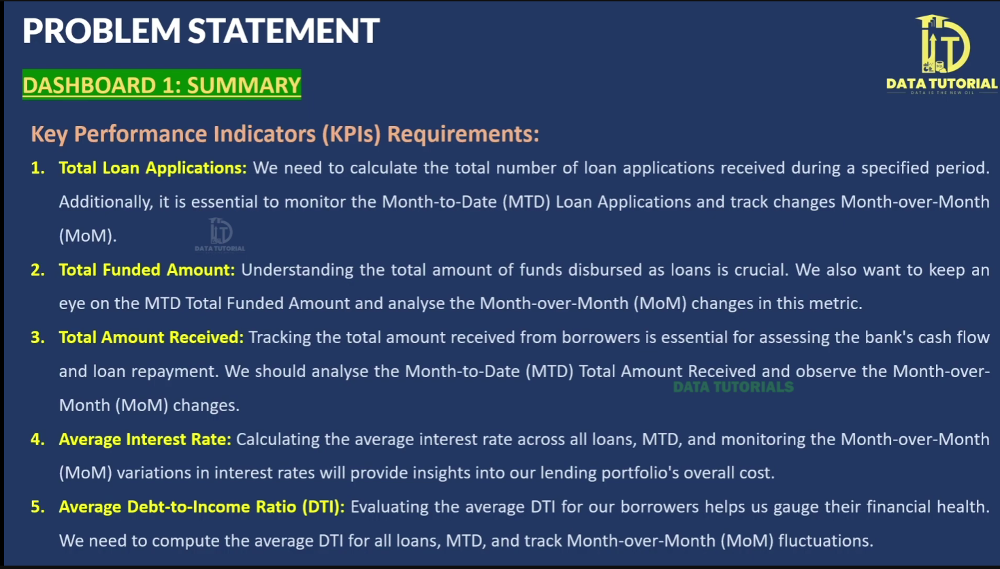 PROBLEM STATEMENT
DATA TUTORIAL
DATA IS THE NEW OIL
DASHBOARD 1: SUMMARY
Key Performance Indicators (KPIs) Requirements:
1. Total Loan Applications: We need to calculate the total number of loan applications received during a specified period.
Additionally, it is essential to monitor the Month-to-Date (MTD) Loan Applications and track changes Month-over-Month
(MoM).
DATA TUTORIAL
2. Total Funded Amount: Understanding the total amount of funds disbursed as loans is crucial. We also want to keep an
eye on the MTD Total Funded Amount and analyse the Month-over-Month (MoM) changes in this metric.
3. Total Amount Received: Tracking the total amount received from borrowers is essential for assessing the bank's cash flow
and loan repayment. We should analyse the Month-to-Date (MTD) Total Amount Received and observe the Month-over-
DATA TUTORIALS
Month (MoM) changes.
4. Average Interest Rate: Calculating the average interest rate across all loans, MTD, and monitoring the Month-over-Month
(MoM) variations in interest rates will provide insights into our lending portfolio's overall cost.
5. Average Debt-to-Income Ratio (DTI): Evaluating the average DTI for our borrowers helps us gauge their financial health.
We need to compute the average DTI for all loans, MTD, and track Month-over-Month (MoM) fluctuations.